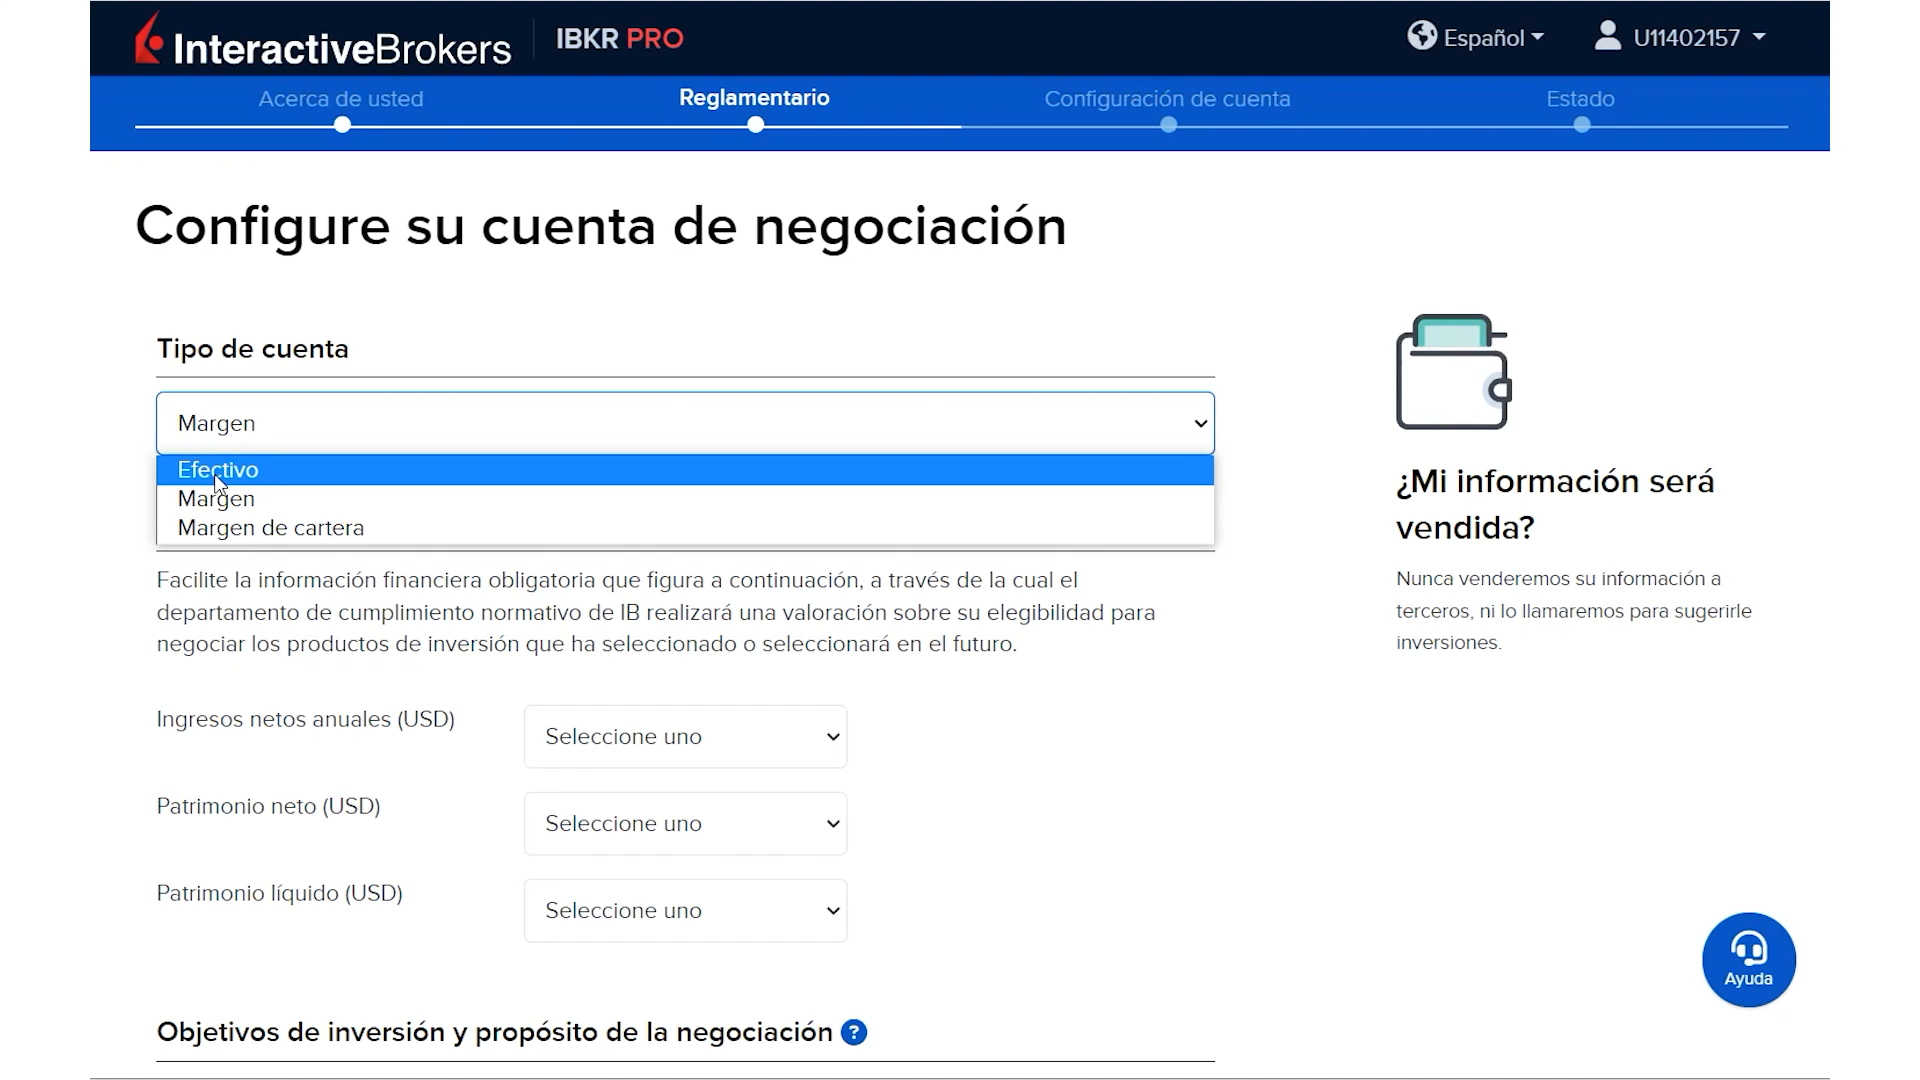 InteractiveBrokers
IBKR PRO
Español
U11402157
Acerca de usted
Reglamentario
Configuración de cuenta
Estado
Configure su cuenta de negociación
Tipo de cuenta
Margen
Efectivo
Margen
Margen de cartera
Facilite la información financiera obligatoria que figura a continuación, a través de la cual el
departamento de cumplimiento normativo de IB realizará una valoración sobre su elegibilidad para
negociar los productos de inversión que ha seleccionado o seleccionará en el futuro.
Ingresos netos anuales (USD)
Seleccione uno
Patrimonio neto (USD)
Seleccione uno
Patrimonio líquido (USD)
Seleccione uno
Objetivos de inversión y propósito de la negociación ?
¿Mi información será
vendida?
Nunca venderemos su información a
terceros, ni lo llamaremos para sugerirle
inversiones.
Ayuda